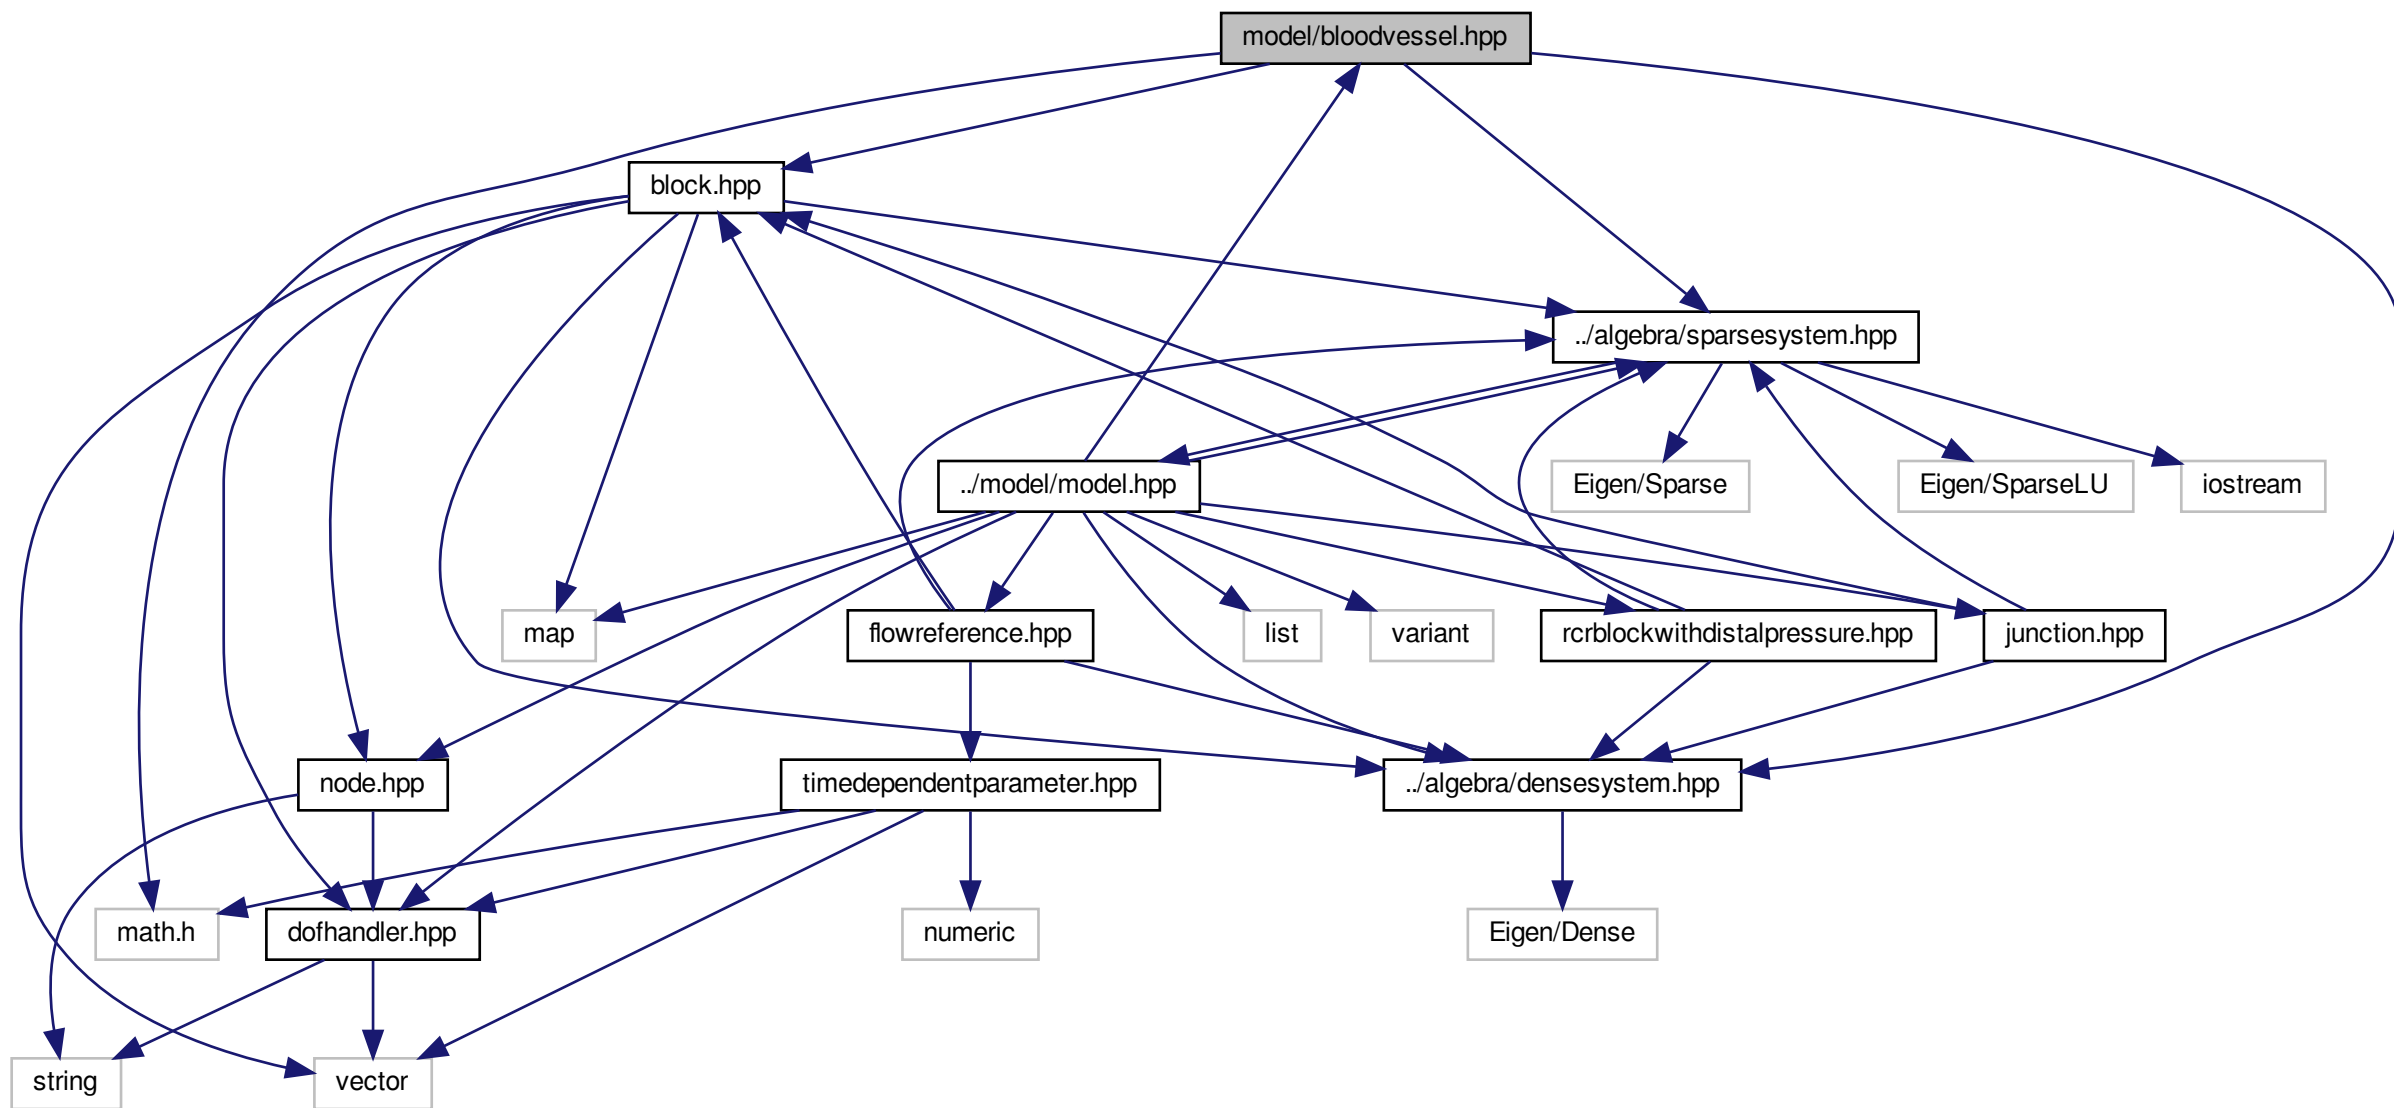 model/bloodvessel.hpp
block.hpp
../algebra/sparsesystem.hpp
../model/model.hpp
Eigen/Sparse
Eigen/SparseLU
iostream
map
flowreference.hpp
list
variant
rcrblockwithdistalpressure.hpp
junction.hpp
node.hpp
timedependentparameter.hpp
../algebra/densesystem.hpp
math.h
dofhandler.hpp
numeric
Eigen/Dense
string
vector